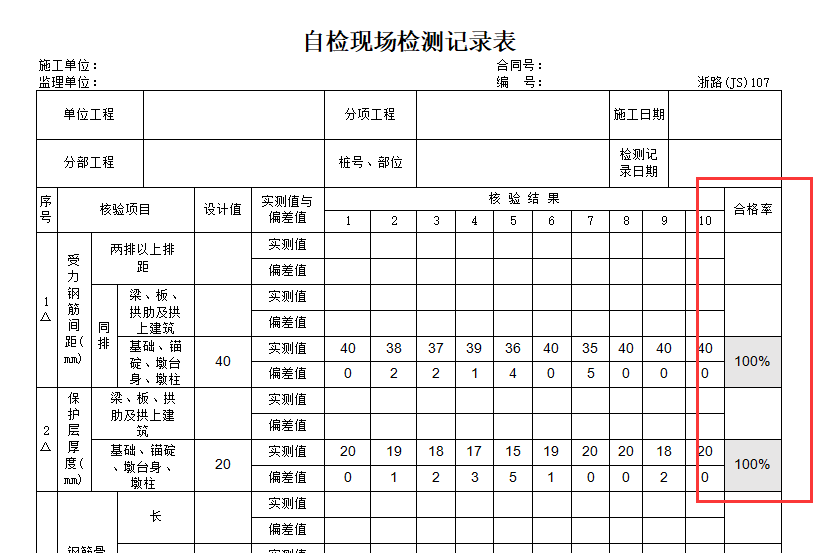 自检现场检测记录表
施工单位：
合同号：
监理单位：
编 号：
浙路(JS)107
单位工程
分项工程
施工日期
分部工程
桩号、部位
检测记
录日期
序
号
核验项目
设计值
实测值与
偏差值
核 验 结 果
合格率
1 2 3 4 5 6 7 8 9 10
1
△
受
力
钢
筋
间
距(
mm)
两排以上排
距
实测值
偏差值
同
排
梁、板、
拱肋及拱
上建筑
实测值
偏差值
基础、锚
碇、墩台
身、墩柱
40
实测值 40 38 37 39 36 40 35 40 40 40
偏差值 0 2 2 1 4 0 5 0 0 0
100%
2
△
保
护
层
厚
度(
mm)
梁、板、拱
肋及拱上建
筑
实测值
偏差值
基础、锚碇
、墩台身、
墩柱
20
实测值 20 19 18 17 15 19 20 20 18 20
偏差值 0 1 2 3 5 1 0 0 2 0
100%
长
实测值
偏差值
钢筋骨
实测值